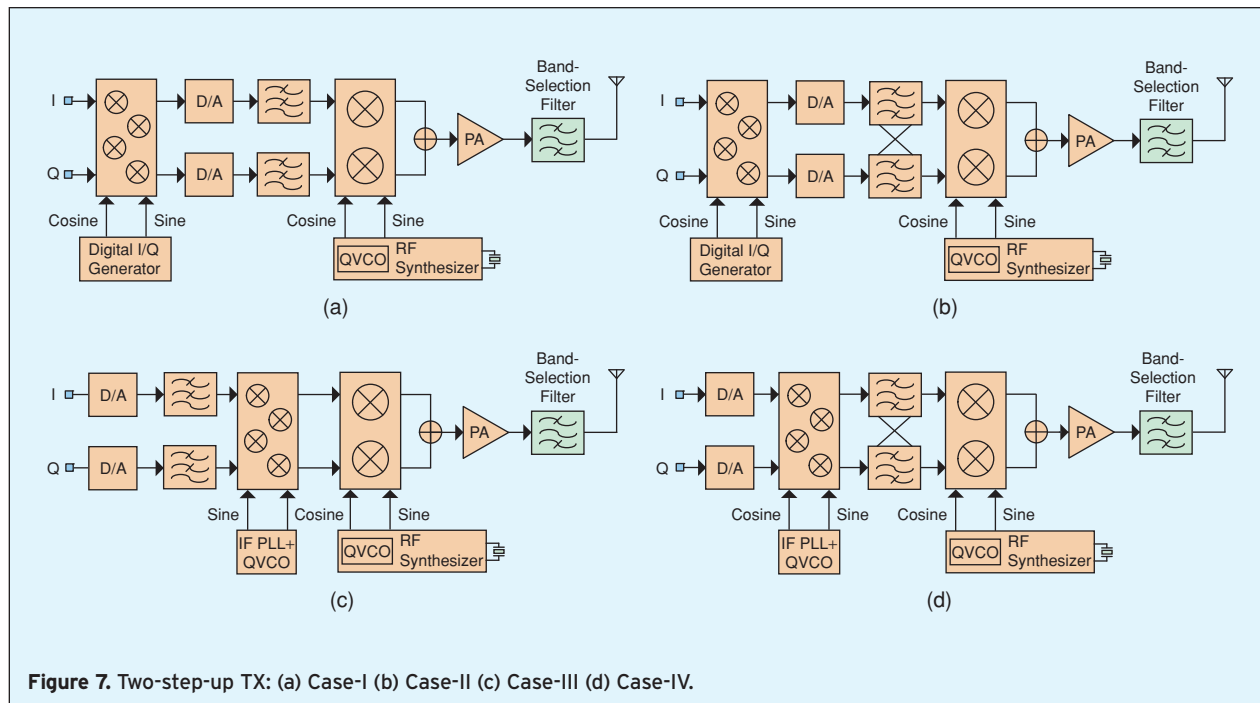 Band-
Selection
Filter
I
D/A
PA
Q
D/A
Cosine
Sine
Cosine
Sine
Digital I/Q
Generator
QVCO
RF
Synthesizer
(a)
Band-
Selection
Filter
I
D/A
PA
Q
D/A
Cosine
Sine
Cosine
Sine
Digital I/Q
Generator
QVCO
RF
Synthesizer
(b)
Band-
Selection
Filter
I
D/A
PA
Q
D/A
Sine
Cosine
Sine
IF PLL+
QVCO
QVCO
RF
Synthesizer
(c)
Band-
Selection
Filter
I
D/A
PA
Q
D/A
Cosine
Sine
Cosine
Sine
IF PLL+
QVCO
QVCO
RF
Synthesizer
(d)
Figure 7. Two-step-up TX: (a) Case-I (b) Case-II (c) Case-III (d) Case-IV.